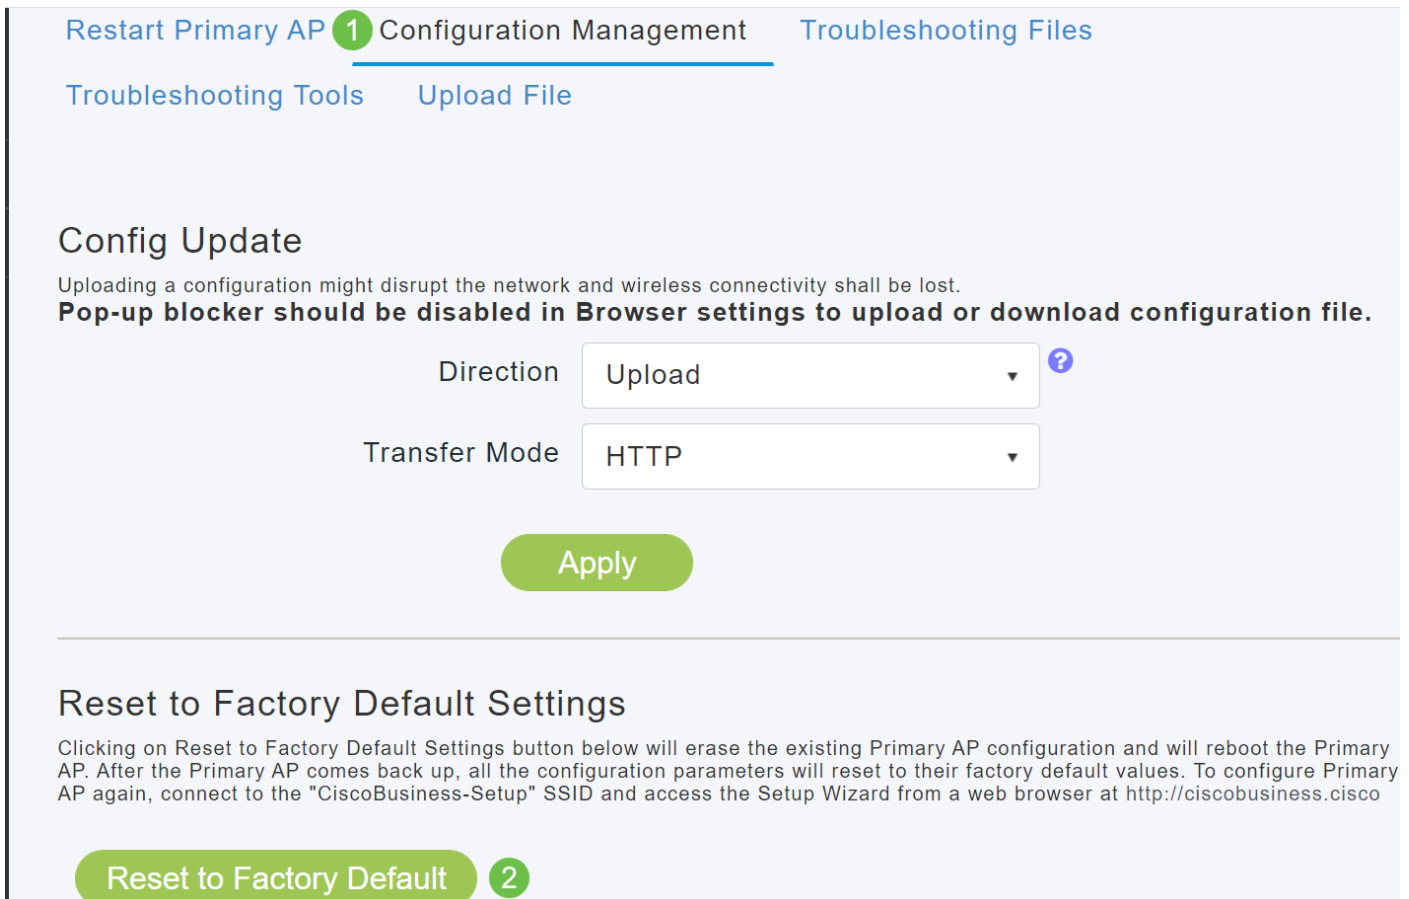 Restart Primary AP 1 Configuration Management Troubleshooting Files
Troubleshooting Tools Upload File
Config Update
Uploading a configuration might disrupt the network and wireless connectivity shall be lost.
Pop-up blocker should be disabled in Browser settings to upload or download configuration file.
Direction Upload ?
Transfer Mode HTTP
Apply
Reset to Factory Default Settings
Clicking on Reset to Factory Default Settings button below will erase the existing Primary AP configuration and will reboot the Primary
AP. After the Primary AP comes back up, all the configuration parameters will reset to their factory default values. To configure Primary
AP again, connect to the "CiscoBusiness-Setup" SSID and access the Setup Wizard from a web browser at http://ciscobusiness.cisco
Reset to Factory Default 2